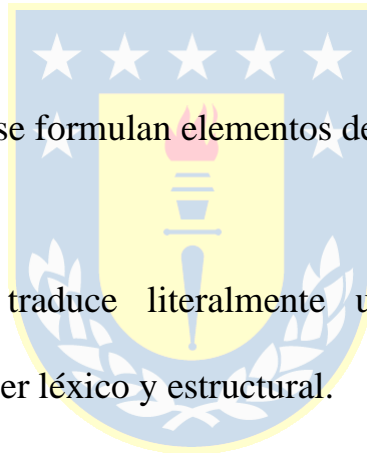 se formulan elementos de
traduce literalmente u
er léxico y estructural.